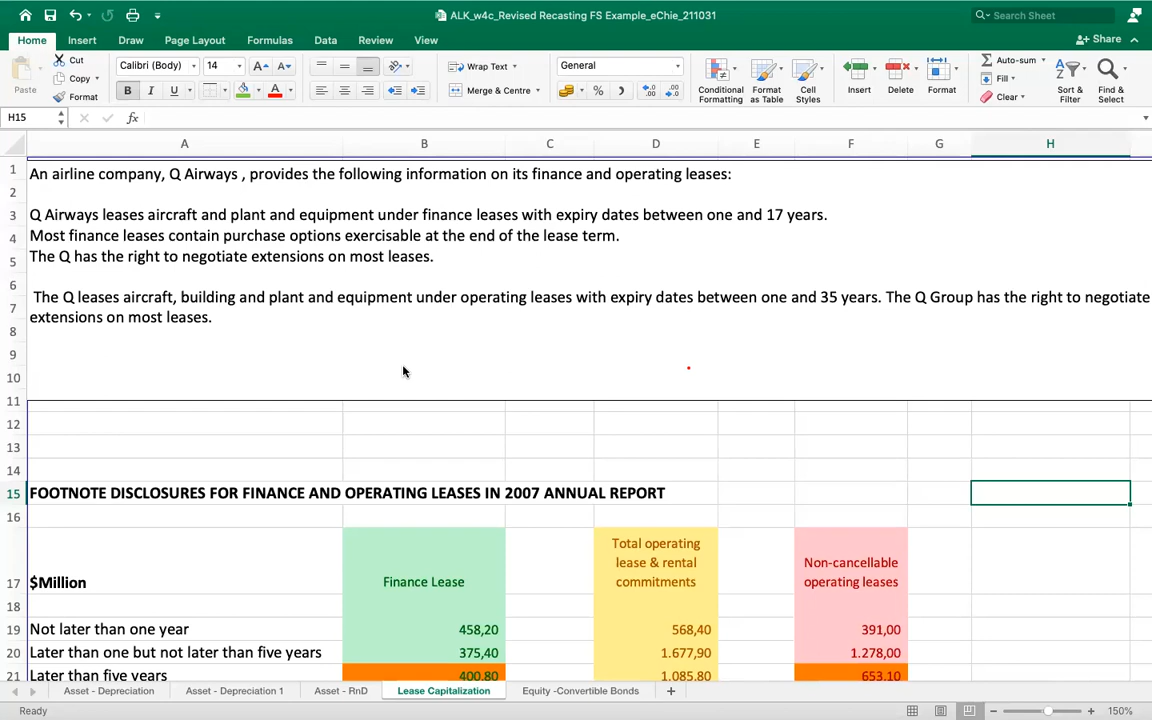 ALK_w4c_Revised Recasting FS Example_eChie_211031
Search Sheet
Home Insert Draw Page Layout Formulas Data Review View
Share
Paste
Cut
Copy
Format
Calibri (Body) 14
B I U
Wrap Text
Merge & Centre
General
Conditional Formatting
Format as Table
Cell Styles
Insert
Delete
Format
Auto-sum
Fill
Clear
Sort & Filter
Find & Select
H15
fx
A B C D E F G H
1 An airline company, Q Airways , provides the following information on its finance and operating leases:
2
3 Q Airways leases aircraft and plant and equipment under finance leases with expiry dates between one and 17 years.
4 Most finance leases contain purchase options exercisable at the end of the lease term.
5 The Q has the right to negotiate extensions on most leases.
6
7 The Q leases aircraft, building and plant and equipment under operating leases with expiry dates between one and 35 years. The Q Group has the right to negotiate
8 extensions on most leases.
9
10
11
12
13
14
15 FOOTNOTE DISCLOSURES FOR FINANCE AND OPERATING LEASES IN 2007 ANNUAL REPORT
16
17 $Million Finance Lease Total operating lease & rental commitments Non-cancellable operating leases
18
19 Not later than one year 458,20 568,40 391,00
20 Later than one but not later than five years 375,40 1.677,90 1.278,00
21 Later than five years 400,80 1.085,80 653,10
Asset - Depreciation Asset - Depreciation 1 Asset - RnD Lease Capitalization Equity -Convertible Bonds +
Ready
150%